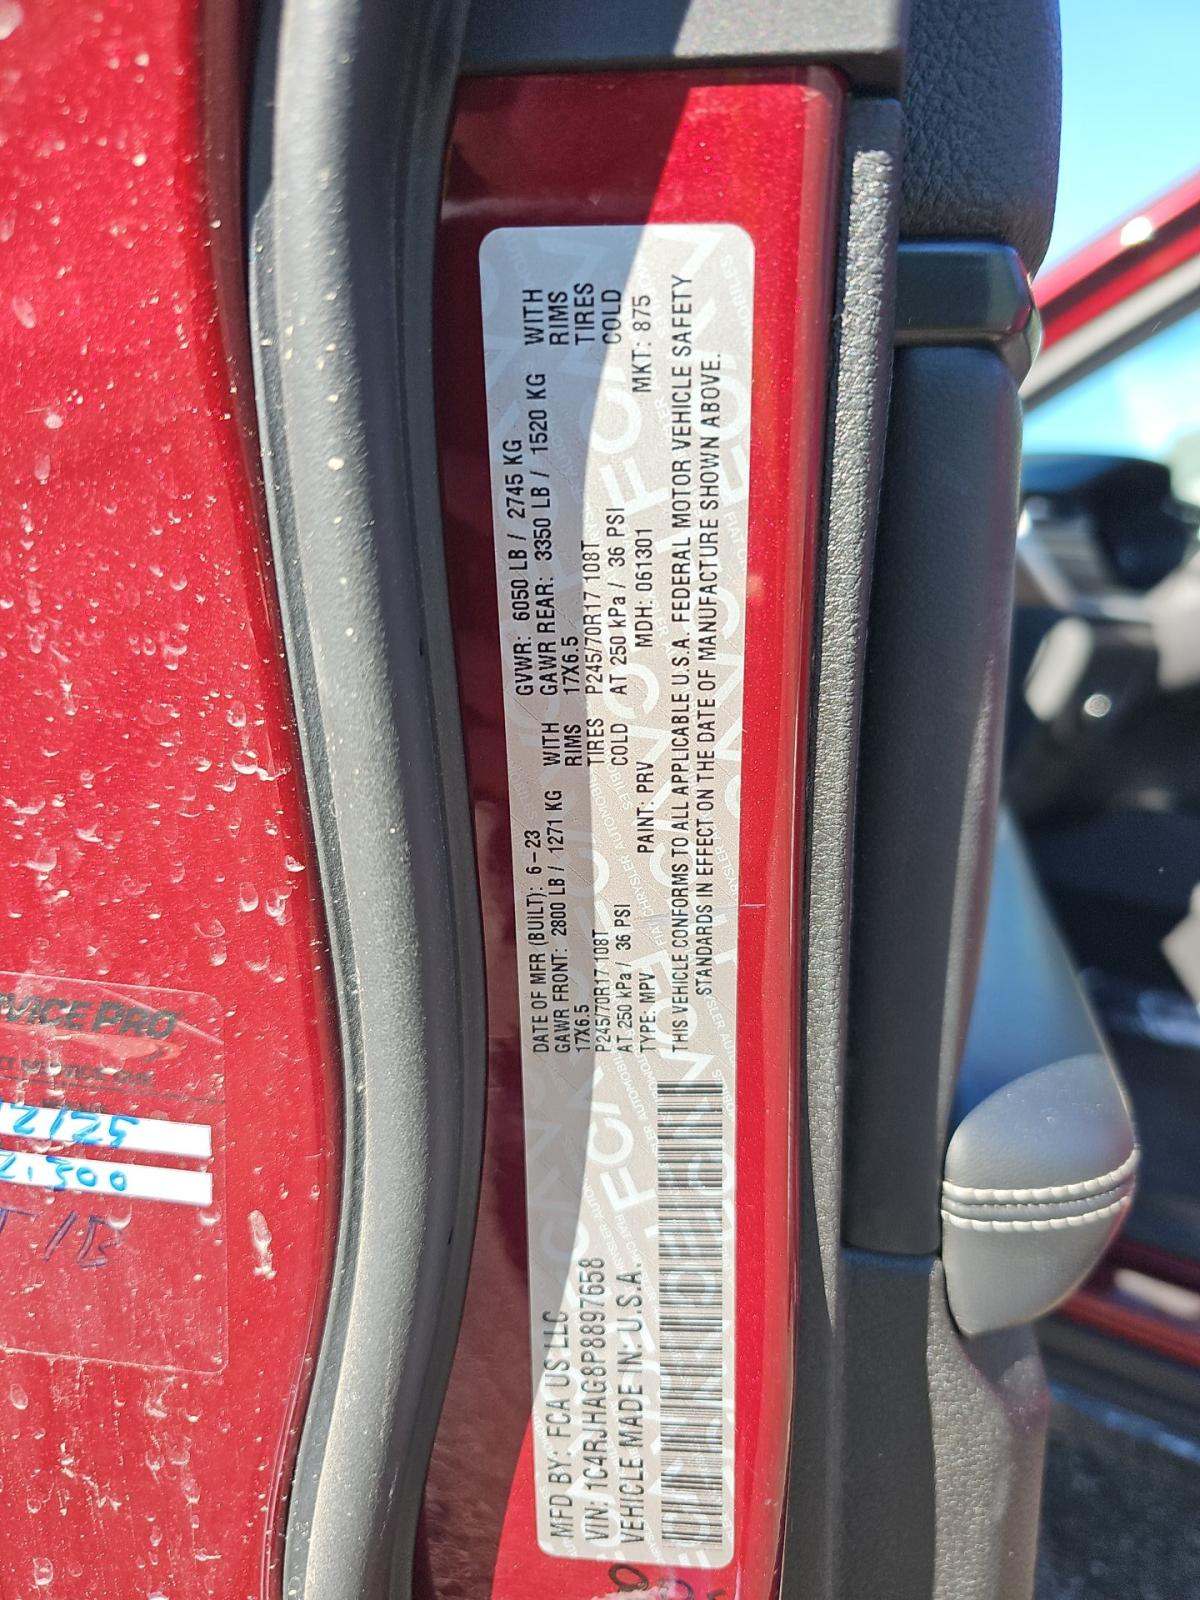 MFD BY: FCA US LLC
VIN: 1C4RJHAG8P8897658
VEHICLE MADE IN: U.S.A.
DATE OF MFR (BUILT): 6-23
GVWR: 6050 LB / 2745 KG
GAWR FRONT: 2800 LB / 1271 KG WITH
GAWR REAR: 3350 LB / 1520 KG WITH
17X6.5 RIMS
17X6.5 RIMS
P245/70R17 108T TIRES
P245/70R17 108T TIRES
AT 250 kPa / 36 PSI COLD
AT 250 kPa / 36 PSI COLD
TYPE: MPV PAINT: PRV MDH: 061301 MKT: 875
THIS VEHICLE CONFORMS TO ALL APPLICABLE U.S.A. FEDERAL MOTOR VEHICLE SAFETY
STANDARDS IN EFFECT ON THE DATE OF MANUFACTURE SHOWN ABOVE.
PRO